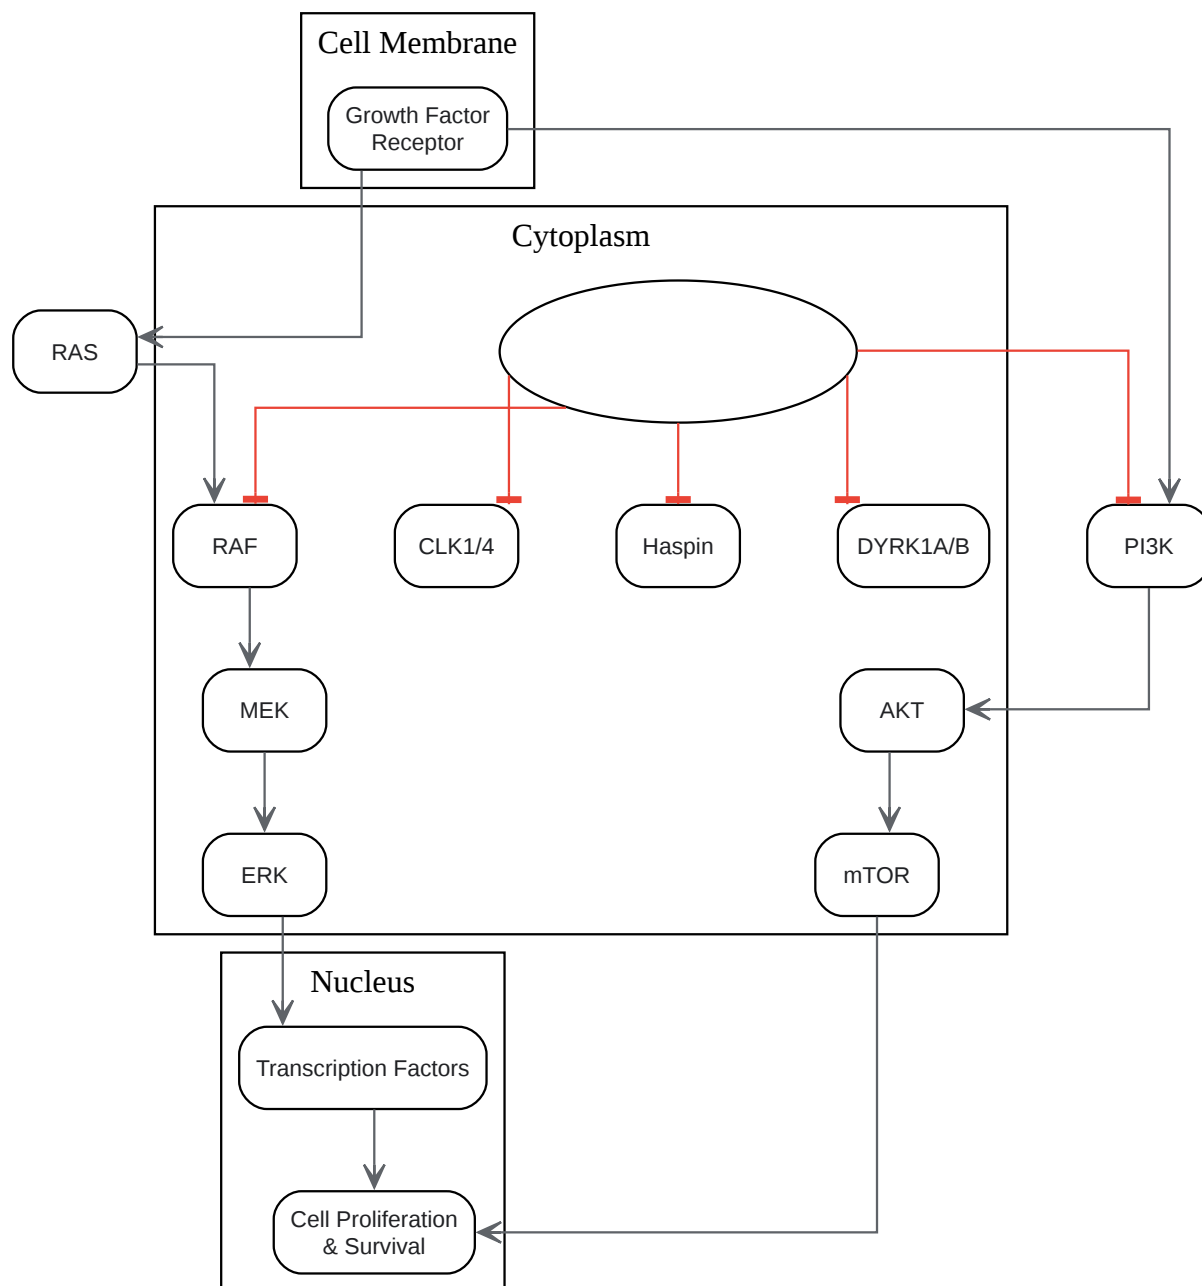 Cell Membrane
Growth Factor
Receptor
Cytoplasm
RAS
RAF
CLK1/4
Haspin
DYRK1A/B
PI3K
MEK
AKT
ERK
mTOR
Nucleus
Transcription Factors
Cell Proliferation
& Survival